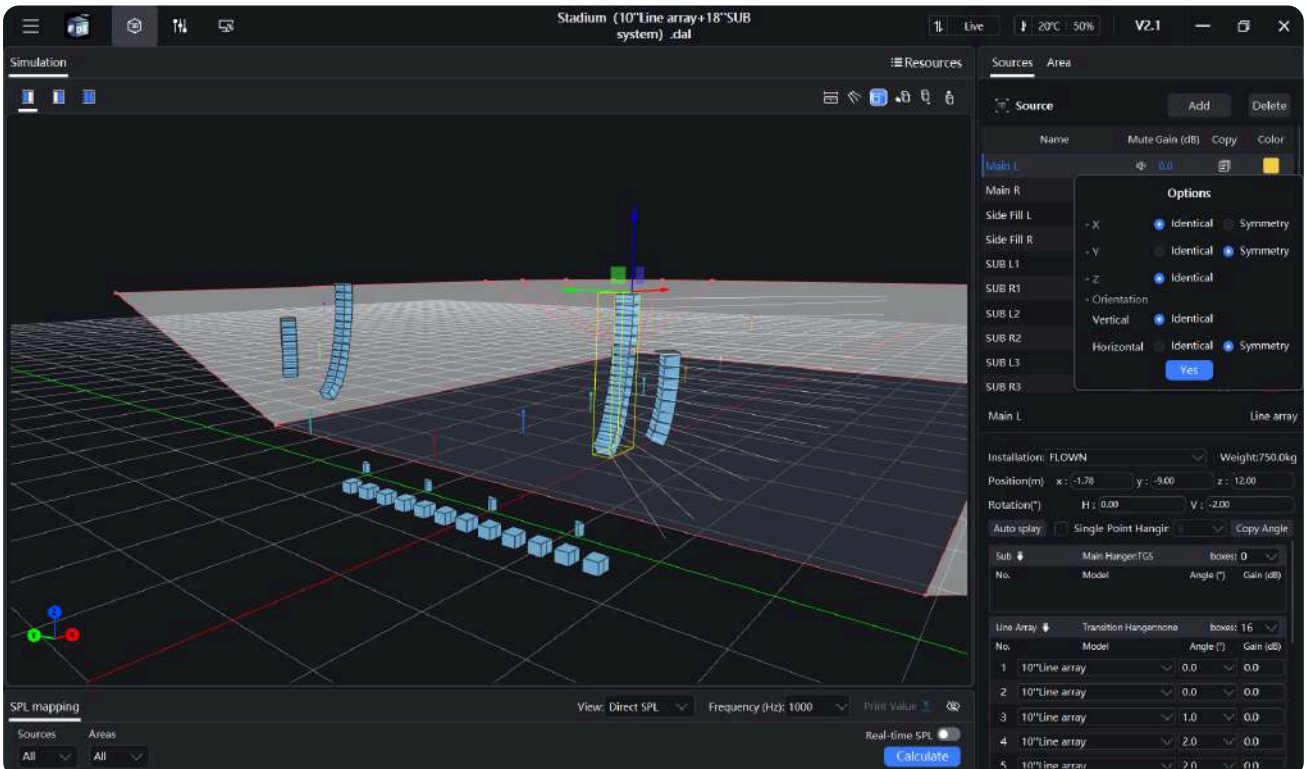 Stadium (10"Line array+18"SUB
system) .dal
Live
20℃ 50%
V2.1
Simulation
Resources
Sources Area
Source Add Delete
Name Mute Gain (dB) Copy Color
Main L 0.0
Main R
Side Fill L
Side Fill R
SUB L1
SUB R1
SUB L2
SUB R2
SUB L3
SUB R3
Options
- X Identical Symmetry
- Y Identical Symmetry
- Z Identical
- Orientation
Vertical Identical
Horizontal Identical Symmetry
Yes
Main L Line array
Installation: FLOWN Weight:750.0kg
Position(m) x : -1.78 y : -9.00 z : 12.00
Rotation(°) H : 0.00 V : -2.00
Auto splay Single Point Hangir Copy Angle
Sub Main Hanger:TGS boxes: 0
No. Model Angle (°) Gain (dB)
Line Array Transition Hanger:none boxes: 16
No. Model Angle (°) Gain (dB)
1 10"Line array 0.0 0.0
2 10"Line array 0.0 0.0
3 10"Line array 1.0 0.0
4 10"Line array 2.0 0.0
5 10"Line array 2.0 0.0
Z
Y X
SPL mapping
View: Direct SPL Frequency (Hz): 1000 Print Value
Sources Areas
All All
Real-time SPL
Calculate